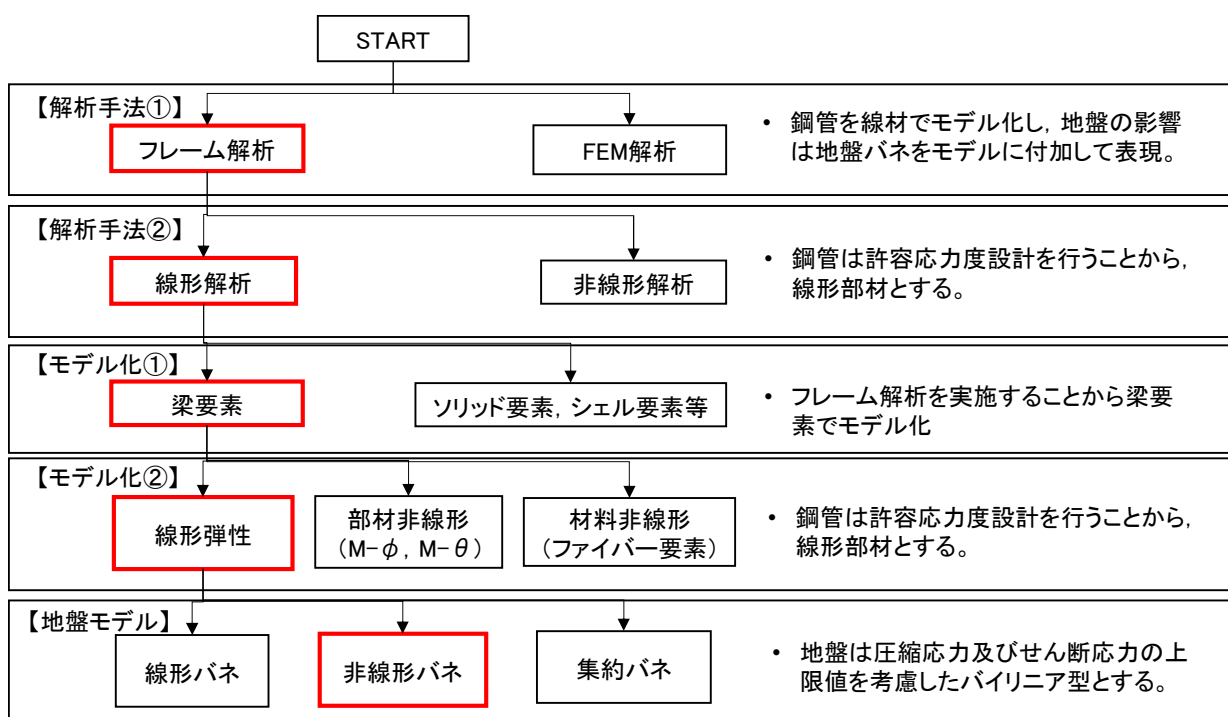 START
【解析手法①】
フレーム解析
FEM解析
• 鋼管を線材でモデル化し，地盤の影響
は地盤バネをモデルに付加して表現。
【解析手法②】
線形解析
非線形解析
• 鋼管は許容応力度設計を行うことから，
線形部材とする。
【モデル化①】
梁要素
ソリッド要素，シェル要素等
• フレーム解析を実施することから梁要
素でモデル化
【モデル化②】
線形弾性
部材非線形
（M-φ，M-θ）
材料非線形
（ファイバー要素）
• 鋼管は許容応力度設計を行うことから，
線形部材とする。
【地盤モデル】
線形バネ
非線形バネ
集約バネ
• 地盤は圧縮応力及びせん断応力の上
限値を考慮したバイリニア型とする。